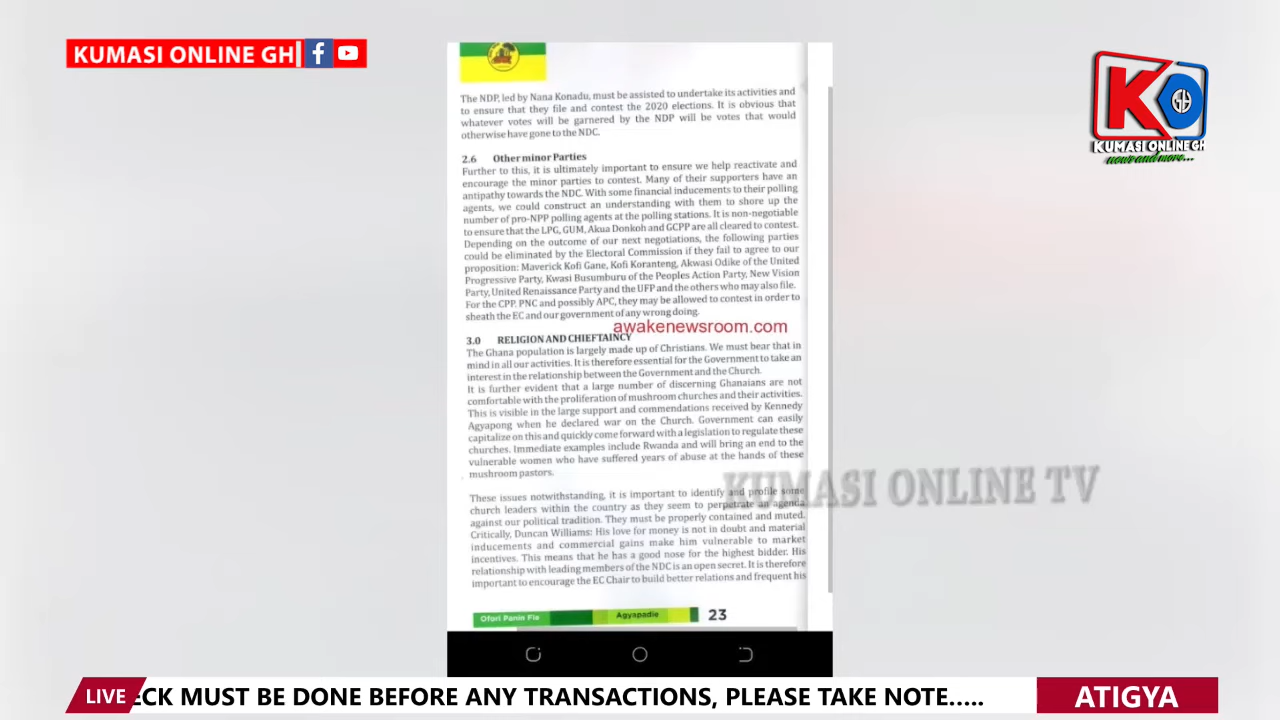 KUMASI ONLINE GH
KO
GH
KUMASI ONLINE GH
news and more...
The NDP, led by Nana Konadu, must be assisted to undertake its activities and
to ensure that they file and contest the 2020 elections. It is obvious that
whatever votes will be garnered by the NDP will be votes that would
otherwise have gone to the NDC.
2.6 Other minor Parties
Further to this, it is ultimately important to ensure we help reactivate and
encourage the minor parties to contest. Many of their supporters have an
antipathy towards the NDC. With some financial inducements to their polling
agents, we could construct an understanding with them to shore up the
number of pro-NPP polling agents at the polling stations. It is non-negotiable
to ensure that the LPG, GUM, Akua Donkoh and GCPP are all cleared to contest.
Depending on the outcome of our next negotiations, the following parties
could be eliminated by the Electoral Commission if they fail to agree to our
proposition: Maverick Kofi Gane, Kofi Koranteng, Akwasi Odike of the United
Progressive Party, Kwasi Busumburu of the Peoples Action Party, New Vision
Party, United Renaissance Party and the UFP and the others who may also file.
For the CPP, PNC and possibly APC, they may be allowed to contest in order to
sheath the EC and our government of any wrong doing.
awakenewsroom.com
3.0 RELIGION AND CHIEFTAINCY
The Ghana population is largely made up of Christians. We must bear that in
mind in all our activities. It is therefore essential for the Government to take an
interest in the relationship between the Government and the Church.
It is further evident that a large number of discerning Ghanaians are not
comfortable with the proliferation of mushroom churches and their activities.
This is visible in the large support and commendations received by Kennedy
Agyapong when he declared war on the Church. Government can easily
capitalize on this and quickly come forward with a legislation to regulate these
churches. Immediate examples include Rwanda and will bring an end to the
vulnerable women who have suffered years of abuse at the hands of these
mushroom pastors.
KUMASI ONLINE TV
These issues notwithstanding, it is important to identify and profile some
church leaders within the country as they seem to perpetrate an agenda
against our political tradition. They must be properly contained and muted.
Critically, Duncan Williams: His love for money is not in doubt and material
inducements and commercial gains make him vulnerable to market
incentives. This means that he has a good nose for the highest bidder. His
relationship with leading members of the NDC is an open secret. It is therefore
important to encourage the EC Chair to build better relations and frequent his
Ofori Panin Fie Agyapadie 23
LIVE ECK MUST BE DONE BEFORE ANY TRANSACTIONS, PLEASE TAKE NOTE..... ATIGYA